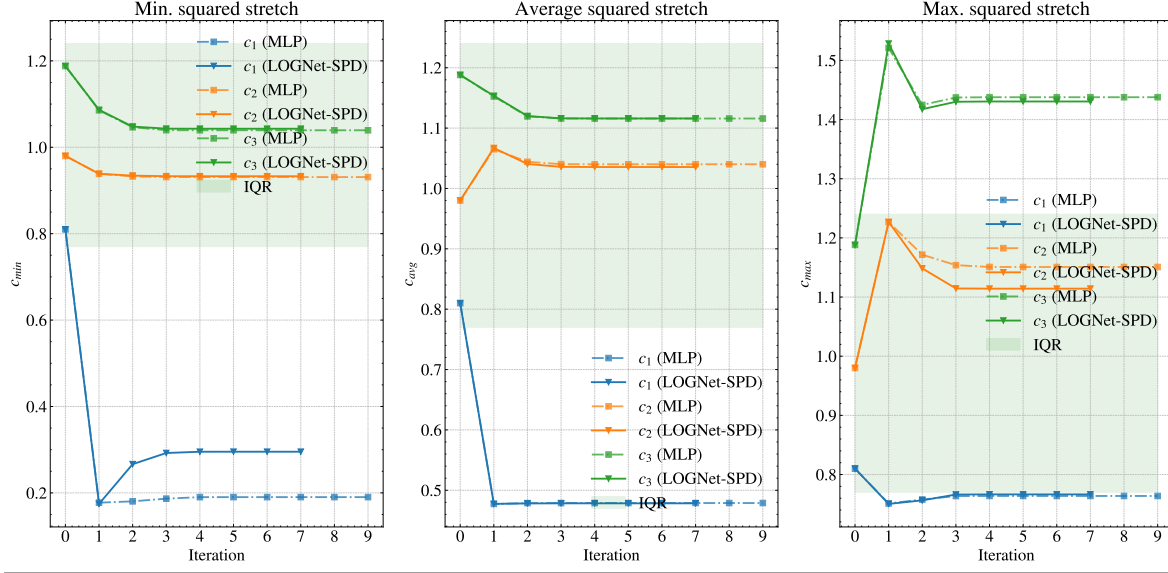 Min. squared stretch
c_min
1.2
1.0
0.8
0.6
0.4
0.2
c₁ (MLP)
c₁ (LOGNet-SPD)
c₂ (MLP)
c₂ (LOGNet-SPD)
c₃ (MLP)
c₃ (LOGNet-SPD)
IQR
0 1 2 3 4 5 6 7 8 9
Iteration
Average squared stretch
c_avg
1.2
1.1
1.0
0.9
0.8
0.7
0.6
0.5
c₁ (MLP)
c₁ (LOGNet-SPD)
c₂ (MLP)
c₂ (LOGNet-SPD)
c₃ (MLP)
c₃ (LOGNet-SPD)
IQR
0 1 2 3 4 5 6 7 8 9
Iteration
Max. squared stretch
c_max
1.5
1.4
1.3
1.2
1.1
1.0
0.9
0.8
c₁ (MLP)
c₁ (LOGNet-SPD)
c₂ (MLP)
c₂ (LOGNet-SPD)
c₃ (MLP)
c₃ (LOGNet-SPD)
IQR
0 1 2 3 4 5 6 7 8 9
Iteration